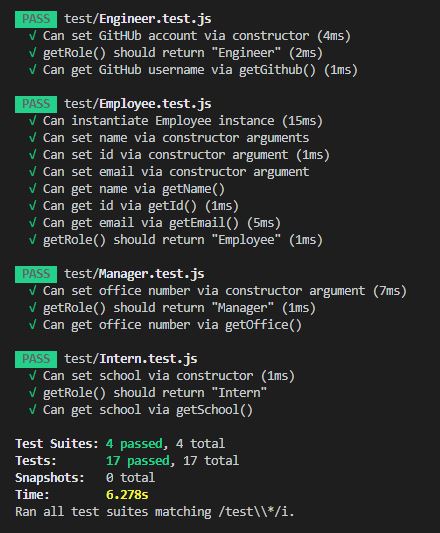 PASS test/Engineer.test.js
√ Can set GitHUb account via constructor (4ms)
√ getRole() should return "Engineer" (2ms)
√ Can get GitHub username via getGithub() (1ms)
PASS test/Employee.test.js
√ Can instantiate Employee instance (15ms)
√ Can set name via constructor arguments
√ Can set id via constructor argument (1ms)
√ Can set email via constructor argument
√ Can get name via getName()
√ Can get id via getId() (1ms)
√ Can get email via getEmail() (5ms)
√ getRole() should return "Employee" (1ms)
PASS test/Manager.test.js
√ Can set office number via constructor argument (7ms)
√ getRole() should return "Manager" (1ms)
√ Can get office number via getOffice()
PASS test/Intern.test.js
√ Can set school via constructor (1ms)
√ getRole() should return "Intern"
√ Can get school via getSchool()
Test Suites: 4 passed, 4 total
Tests: 17 passed, 17 total
Snapshots: 0 total
Time: 6.278s
Ran all test suites matching /test\\*/i.